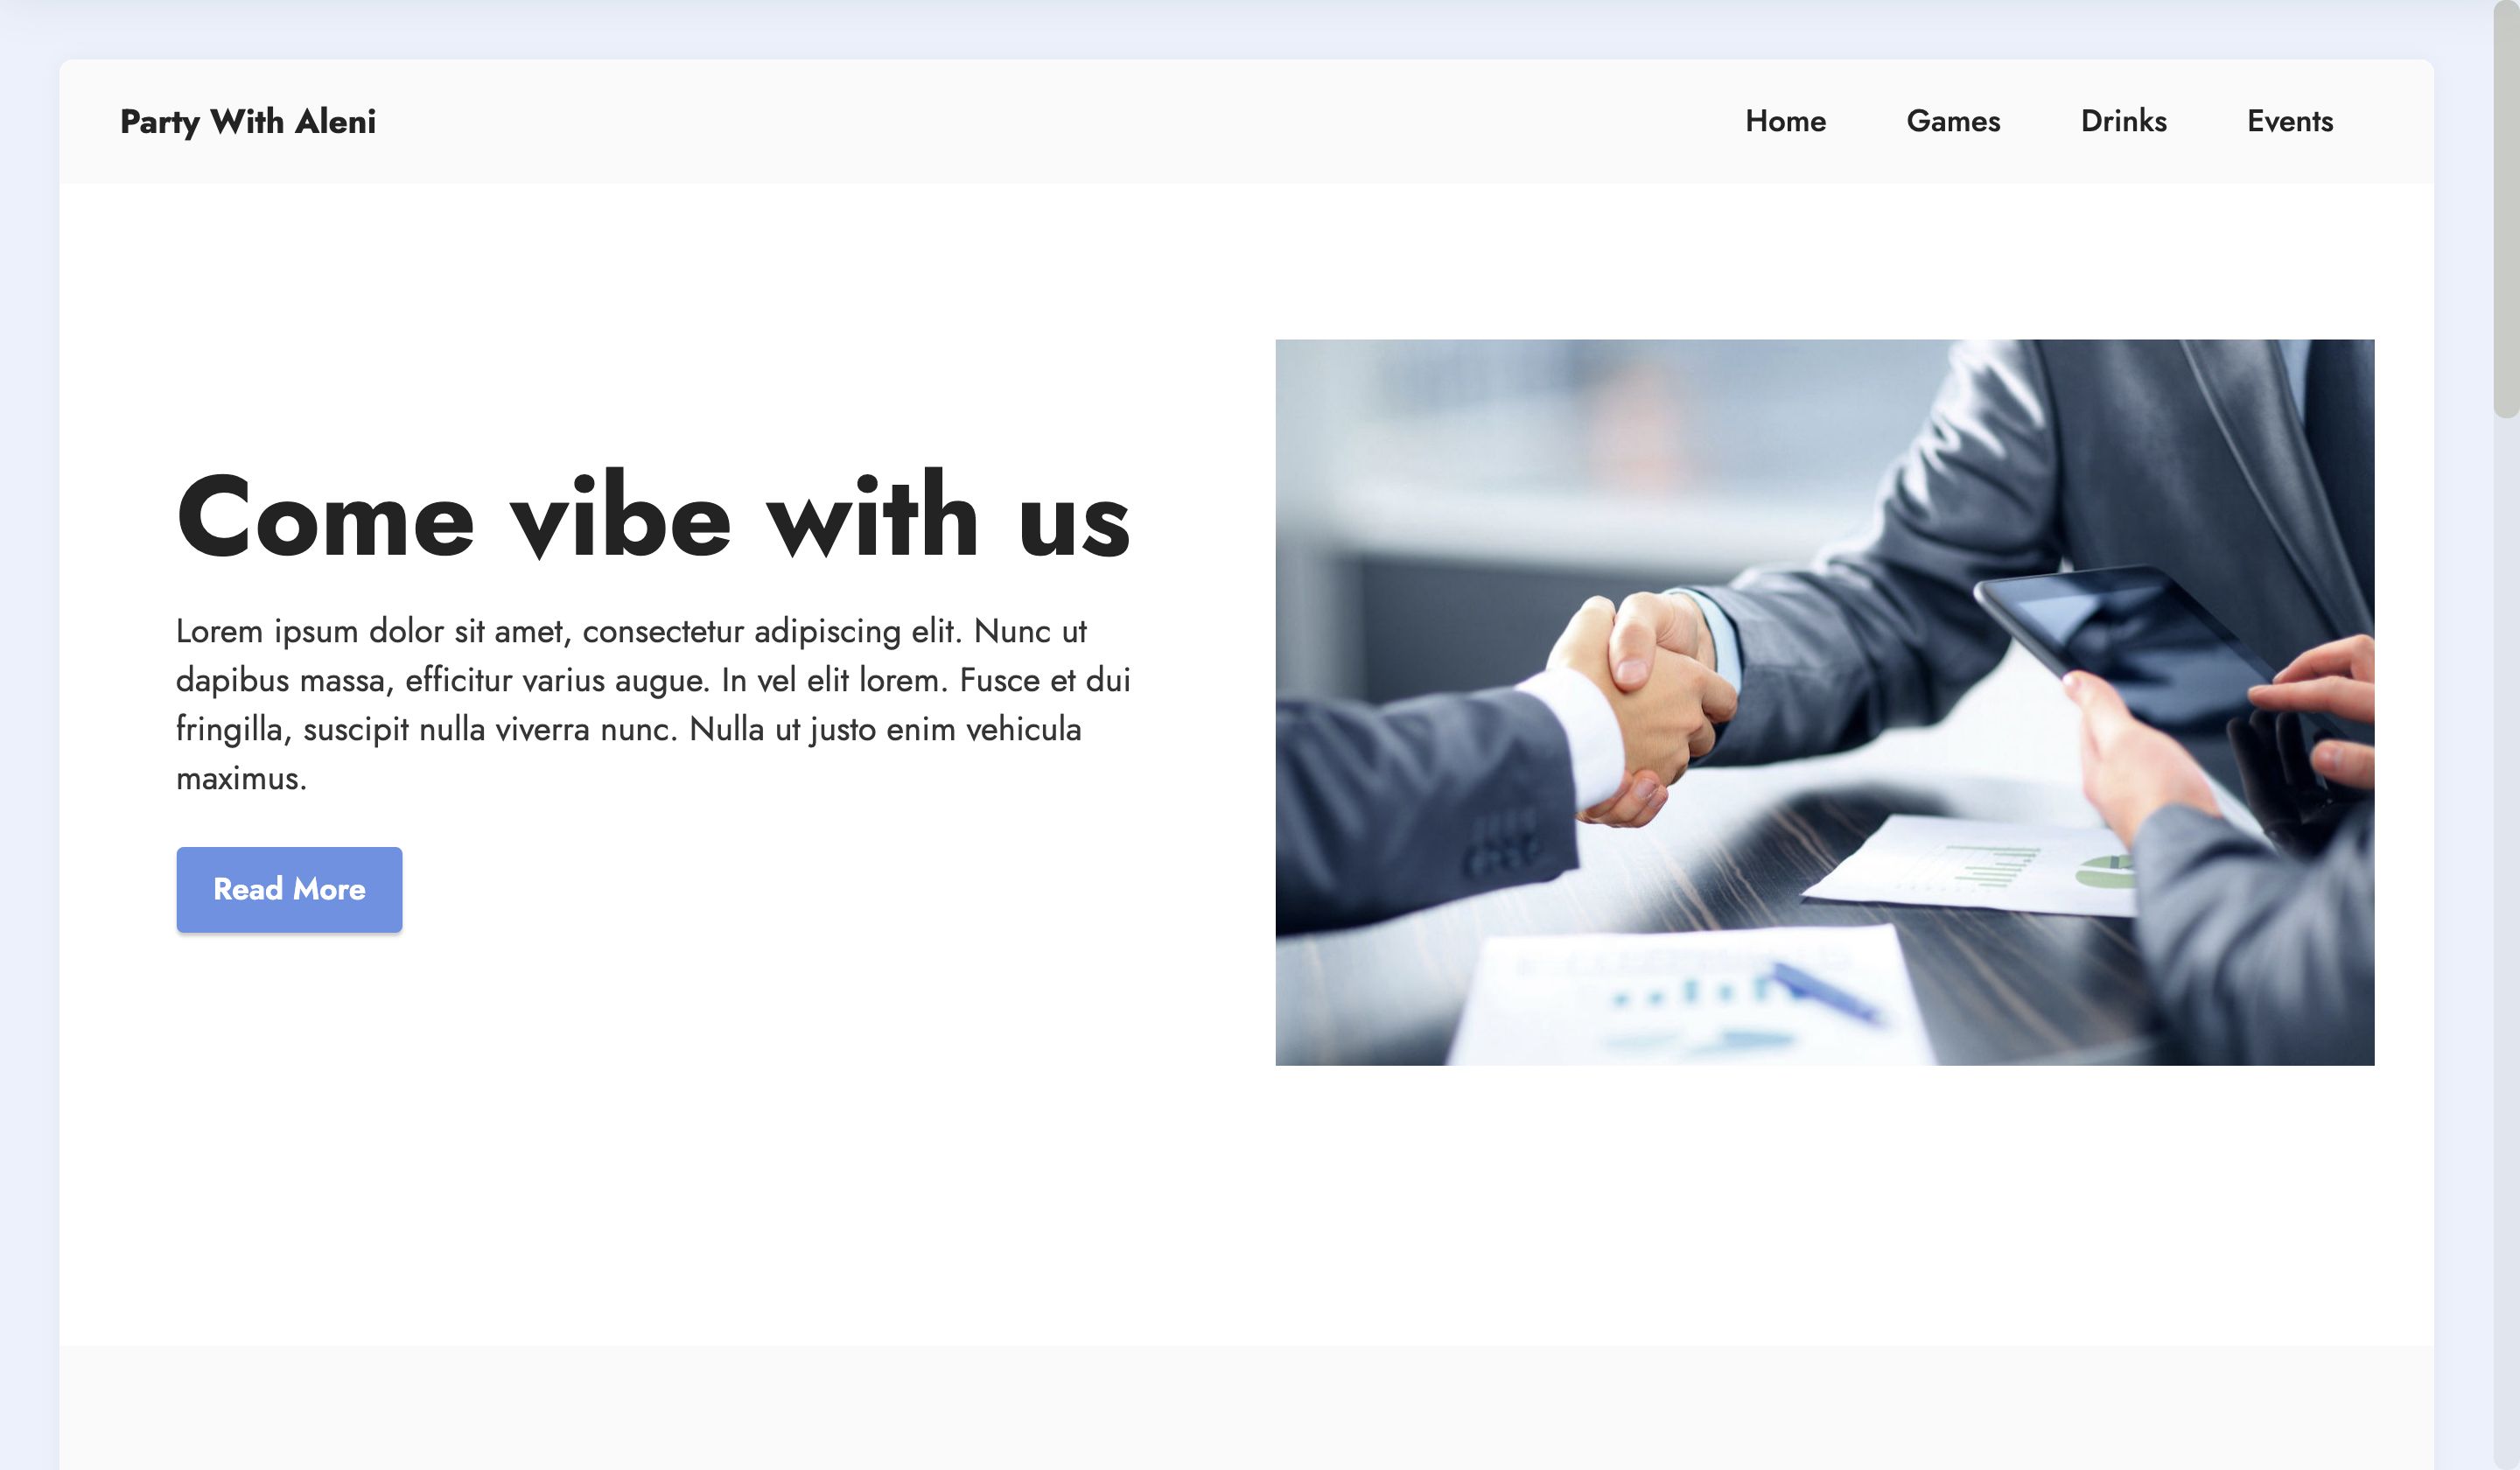 Party With Aleni
Home Games Drinks Events
Come vibe with us
Lorem ipsum dolor sit amet, consectetur adipiscing elit. Nunc ut
dapibus massa, efficitur varius augue. In vel elit lorem. Fusce et dui
fringilla, suscipit nulla viverra nunc. Nulla ut justo enim vehicula
maximus.
Read More